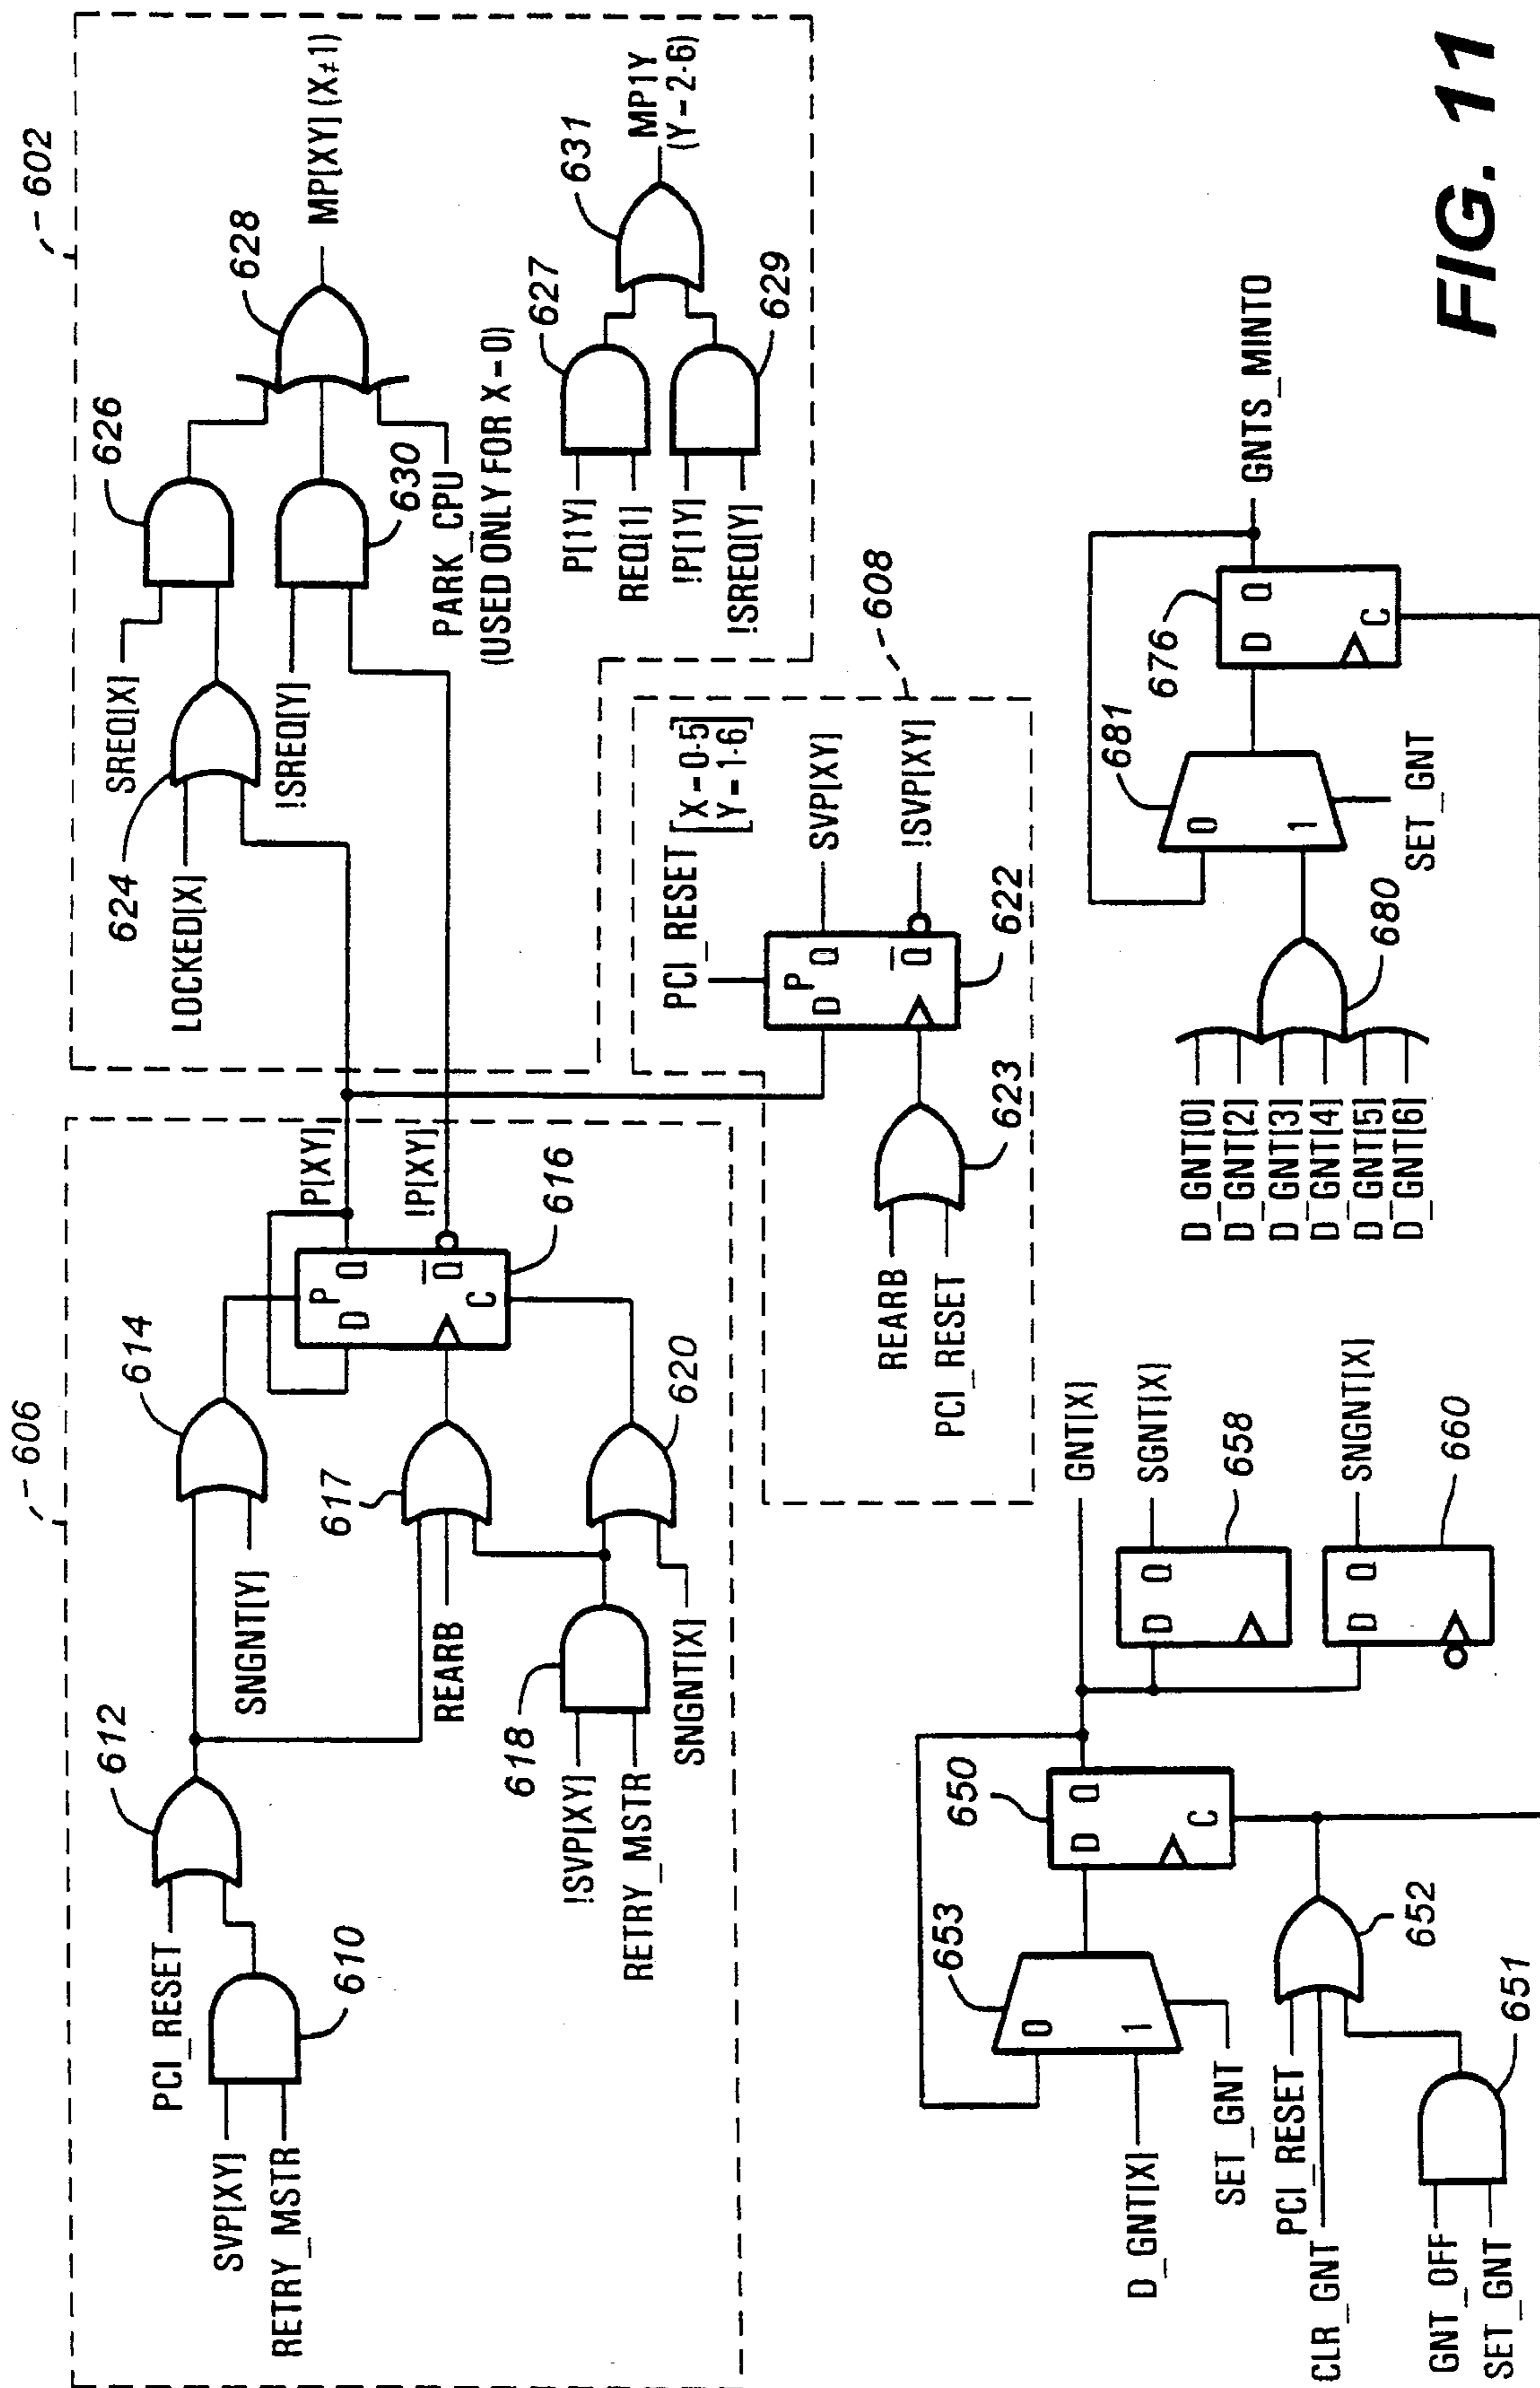 606
602
PCI_RESET
SVP[XY]
RETRY_MSTR
610
612
SNGNT[Y]
614
REARB
617
!SVP[XY]
RETRY_MSTR
618
SNGNT[X]
620
P
D
Q
Q
C
616
P[XY]
!P[XY]
LOCKED[X]
624
SREQ[X]
!SREQ[Y]
626
630
628
MP[XY] (X≠1)
PARK_CPU
(USED ONLY FOR X=0)
P[1Y]
REQ[1]
!P[1Y]
!SREQ[Y]
627
629
631
MP1Y
(Y=2-6)
608
PCI_RESET
[X=0-5]
[Y=1-6]
REARB
PCI_RESET
623
P
D
Q
Q
622
SVP[XY]
!SVP[XY]
D_GNT[X]
653
0
1
SET_GNT
650
D
Q
C
PCI_RESET
CLR_GNT
GNT_OFF
SET_GNT
651
652
GNT[X]
D
Q
SGNT[X]
658
D
Q
SNGNT[X]
660
D_GNT[0]
D_GNT[2]
D_GNT[3]
D_GNT[4]
D_GNT[5]
D_GNT[6]
680
681
0
1
SET_GNT
676
D
Q
C
GNTS_MINTO
FIG. 11